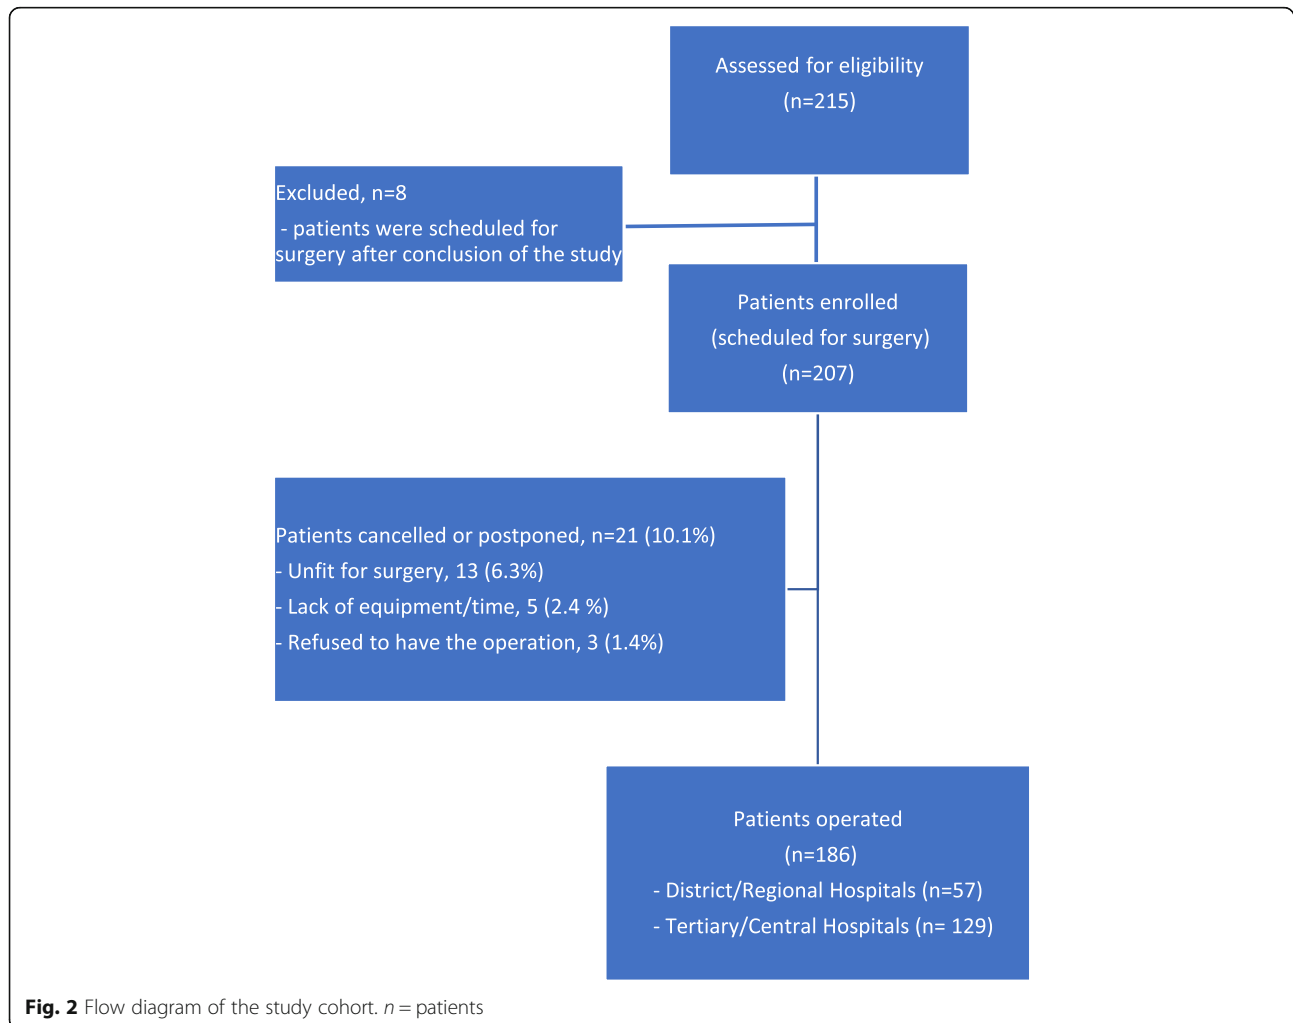 Assessed for eligibility
(n=215)
Excluded, n=8
- patients were scheduled for
surgery after conclusion of the study
Patients enrolled
(scheduled for surgery)
(n=207)
Patients cancelled or postponed, n=21 (10.1%)
- Unfit for surgery, 13 (6.3%)
- Lack of equipment/time, 5 (2.4 %)
- Refused to have the operation, 3 (1.4%)
Patients operated
(n=186)
- District/Regional Hospitals (n=57)
- Tertiary/Central Hospitals (n= 129)
Fig. 2 Flow diagram of the study cohort. n = patients